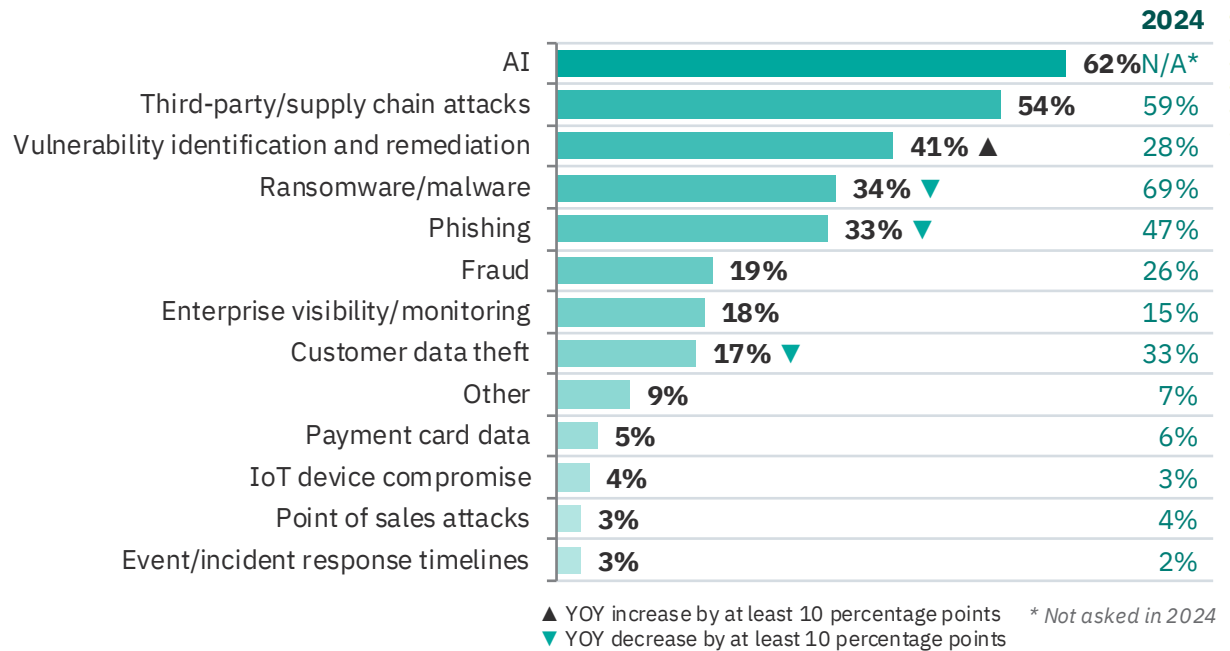 2024
AI 62% N/A*
Third-party/supply chain attacks 54% 59%
Vulnerability identification and remediation 41% ▲ 28%
Ransomware/malware 34% ▼ 69%
Phishing 33% ▼ 47%
Fraud 19% 26%
Enterprise visibility/monitoring 18% 15%
Customer data theft 17% ▼ 33%
Other 9% 7%
Payment card data 5% 6%
IoT device compromise 4% 3%
Point of sales attacks 3% 4%
Event/incident response timelines 3% 2%
▲ YOY increase by at least 10 percentage points * Not asked in 2024
▼ YOY decrease by at least 10 percentage points